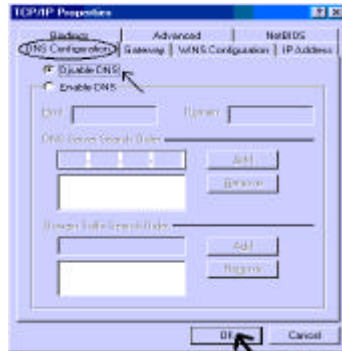 TCP/IP Properties
Bindings Advanced NetBIOS
DNS Configuration Gateway WINS Configuration IP Address
Disable DNS
Enable DNS
Host: Domain:
DNS Server Search Order
Add
Remove
Domain Suffix Search Order
Add
Remove
OK Cancel